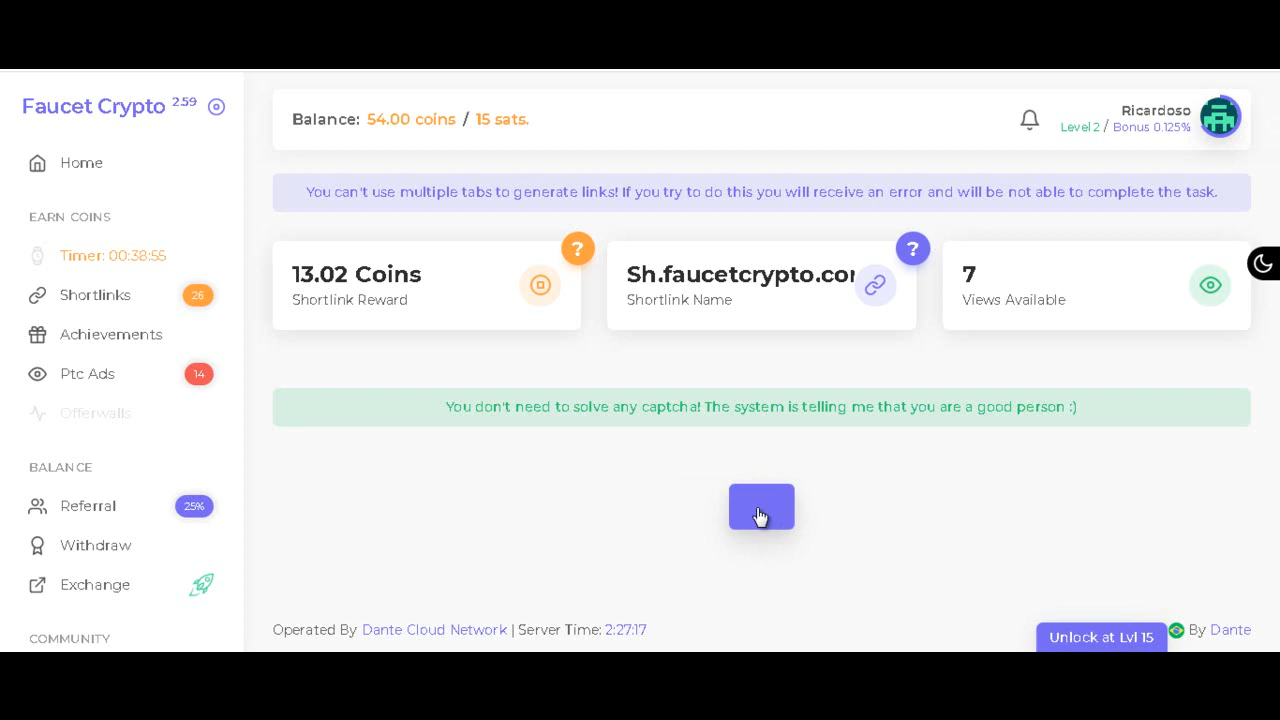 Faucet Crypto 2.59
Home
EARN COINS
Timer: 00:38:55
Shortlinks 26
Achievements
Ptc Ads 14
Offerwalls
BALANCE
Referral 25%
Withdraw
Exchange
COMMUNITY
Balance: 54.00 coins / 15 sats.
Ricardoso
Level 2 / Bonus 0.125%
You can't use multiple tabs to generate links! If you try to do this you will receive an error and will be not able to complete the task.
?
13.02 Coins
Shortlink Reward
?
Sh.faucetcrypto.cor
Shortlink Name
7
Views Available
You don't need to solve any captcha! The system is telling me that you are a good person :)
Operated By Dante Cloud Network | Server Time: 2:27:17
Unlock at Lvl 15
By Dante